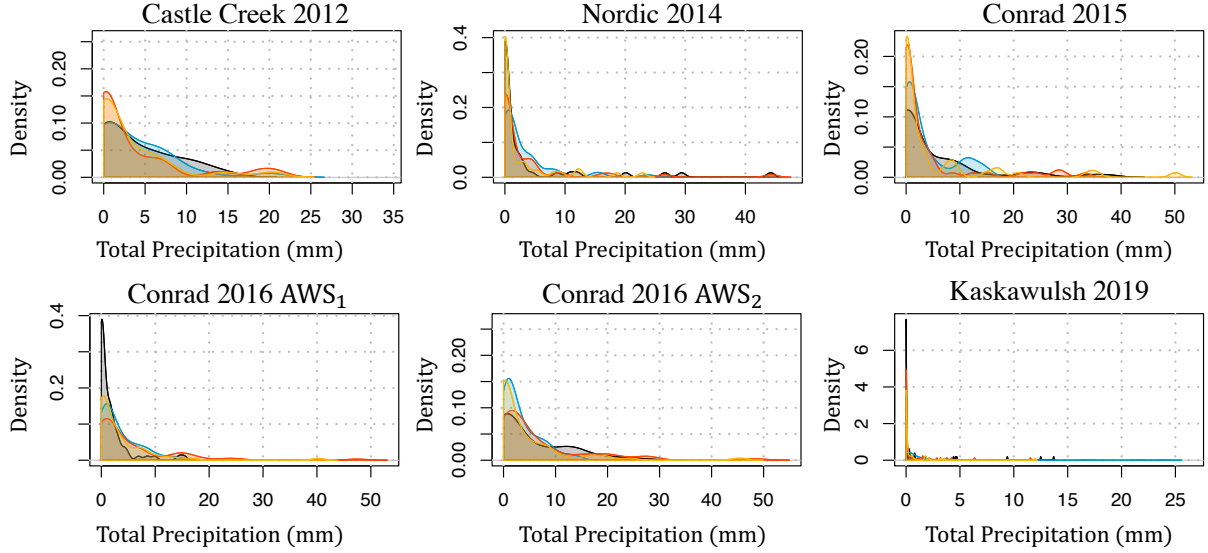 Castle Creek 2012
Density
0.00 0.10 0.20
0 5 10 15 20 25 30 35
Total Precipitation (mm)
Nordic 2014
Density
0.0 0.2 0.4
0 10 20 30 40
Total Precipitation (mm)
Conrad 2015
Density
0.00 0.10 0.20
0 10 20 30 40 50
Total Precipitation (mm)
Conrad 2016 AWS₁
Density
0.2 0.4
0 10 20 30 40 50
Total Precipitation (mm)
Conrad 2016 AWS₂
Density
0.00 0.10 0.20
0 10 20 30 40 50
Total Precipitation (mm)
Kaskawulsh 2019
Density
0 2 4 6
0 5 10 15 20 25
Total Precipitation (mm)